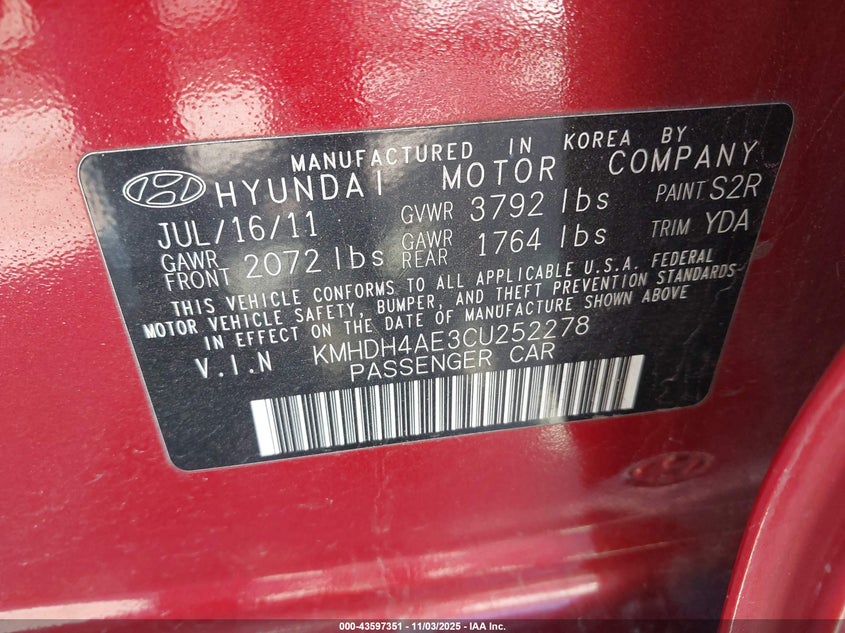 MANUFACTURED IN KOREA BY
HYUNDAI MOTOR COMPANY
JUL/16/11 GVWR 3792 lbs PAINT S2R
GAWR FRONT 2072 lbs GAWR REAR 1764 lbs TRIM YDA
THIS VEHICLE CONFORMS TO ALL APPLICABLE U.S.A. FEDERAL
MOTOR VEHICLE SAFETY, BUMPER, AND THEFT PREVENTION STANDARDS
IN EFFECT ON THE DATE OF MANUFACTURE SHOWN ABOVE
V.I.N KMHDH4AE3CU252278
PASSENGER CAR
000-43597351 - 11/03/2025 - IAA Inc.